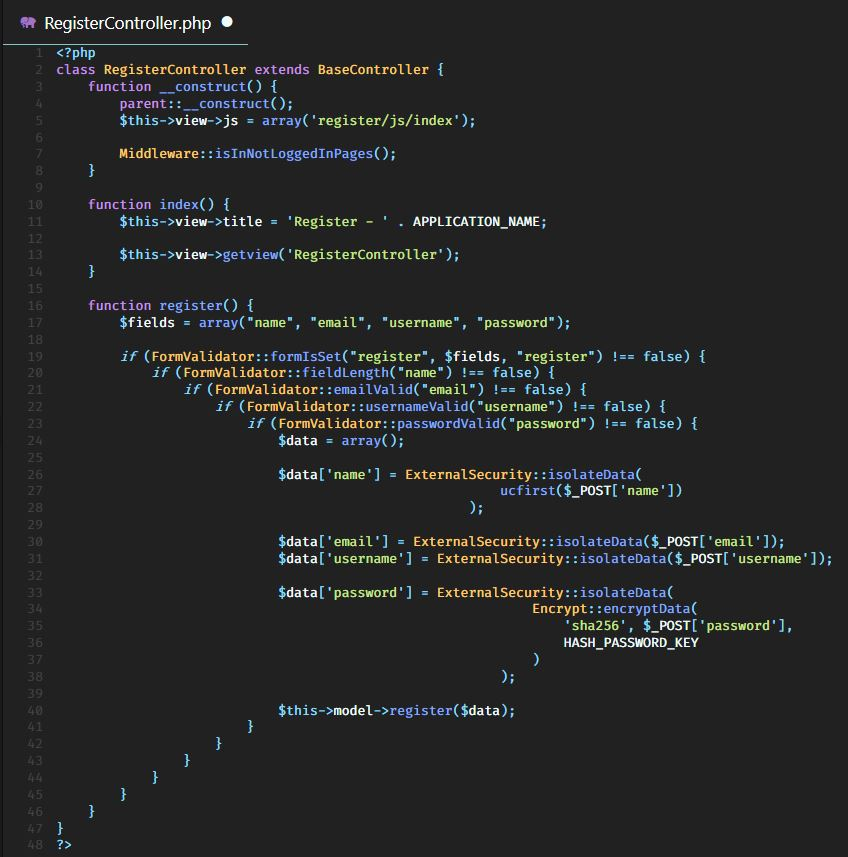 RegisterController.php
1 <?php
2 class RegisterController extends BaseController {
3     function __construct() {
4         parent::__construct();
5         $this->view->js = array('register/js/index');
6
7         Middleware::isInNotLoggedInPages();
8     }
9
10     function index() {
11         $this->view->title = 'Register - ' . APPLICATION_NAME;
12
13         $this->view->getview('RegisterController');
14     }
15
16     function register() {
17         $fields = array("name", "email", "username", "password");
18
19         if (FormValidator::formIsSet("register", $fields, "register") !== false) {
20             if (FormValidator::fieldLength("name") !== false) {
21                 if (FormValidator::emailValid("email") !== false) {
22                     if (FormValidator::usernameValid("username") !== false) {
23                         if (FormValidator::passwordValid("password") !== false) {
24                             $data = array();
25
26                             $data['name'] = ExternalSecurity::isolateData(
27                                                         ucfirst($_POST['name'])
28                                                     );
29
30                             $data['email'] = ExternalSecurity::isolateData($_POST['email']);
31                             $data['username'] = ExternalSecurity::isolateData($_POST['username']);
32
33                             $data['password'] = ExternalSecurity::isolateData(
34                                                             Encrypt::encryptData(
35                                                                 'sha256', $_POST['password'],
36                                                                 HASH_PASSWORD_KEY
37                                                             )
38                                                         );
39
40                             $this->model->register($data);
41                         }
42                     }
43                 }
44             }
45         }
46     }
47 }
48 ?>